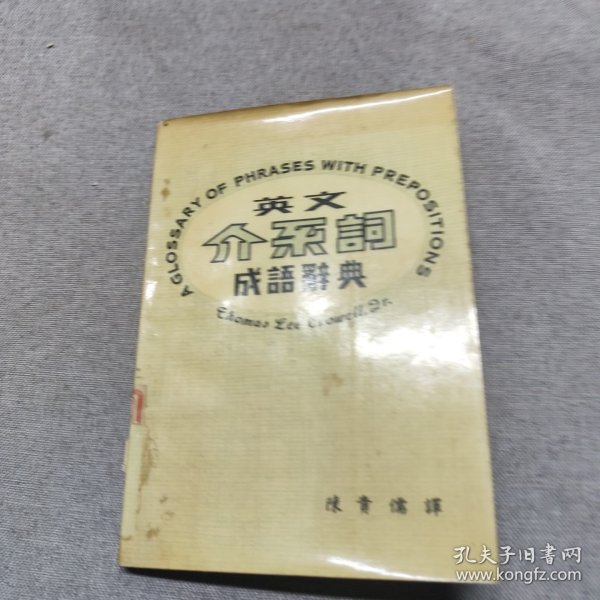 A GLOSSARY OF PHRASES WITH PREPOSITIONS
英文
介系詞
成語辭典
Thomas Lee Crowell, Jr.
陳貴儒譯
孔夫子旧书网
www.kongfz.com